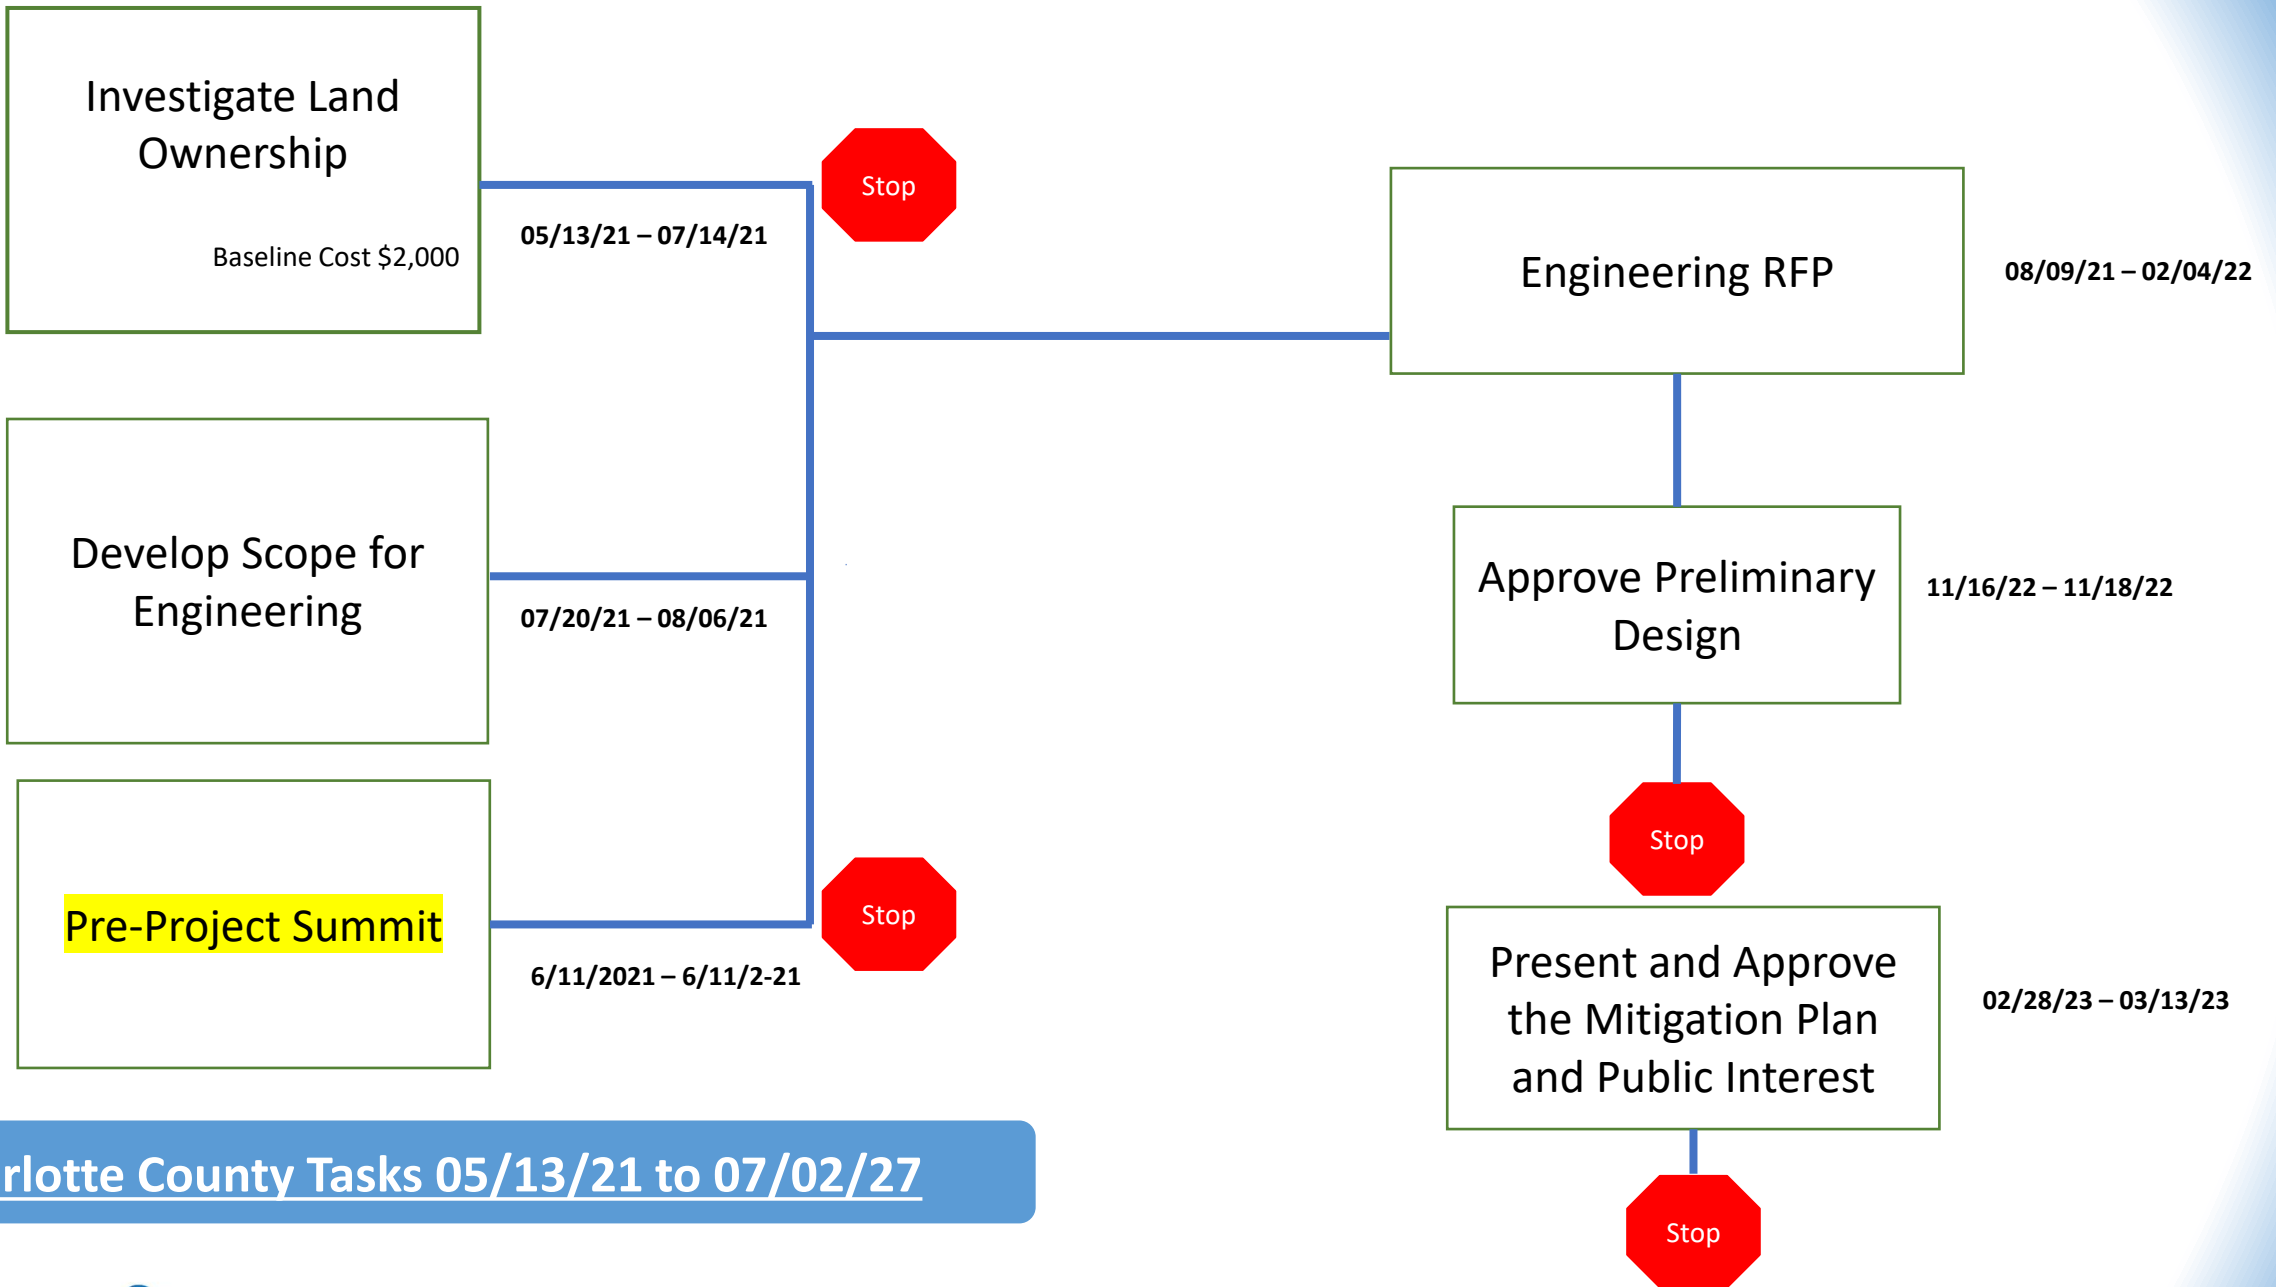 Investigate Land
Ownership
Baseline Cost $2,000
05/13/21 – 07/14/21
Stop
Develop Scope for
Engineering
07/20/21 – 08/06/21
Pre-Project Summit
6/11/2021 – 6/11/2-21
Stop
rlotte County Tasks 05/13/21 to 07/02/27
Engineering RFP
08/09/21 – 02/04/22
Approve Preliminary
Design
11/16/22 – 11/18/22
Stop
Present and Approve
the Mitigation Plan
and Public Interest
02/28/23 – 03/13/23
Stop